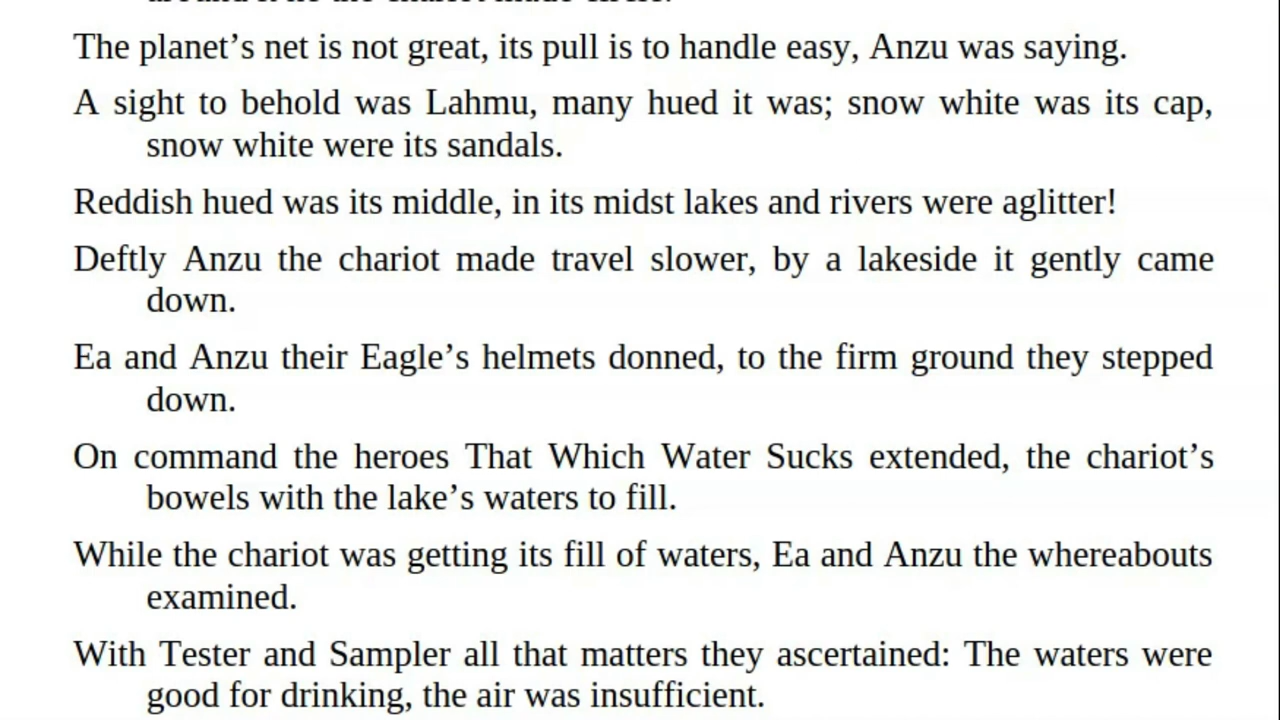 The planet’s net is not great, its pull is to handle easy, Anzu was saying.
A sight to behold was Lahmu, many hued it was; snow white was its cap,
snow white were its sandals.
Reddish hued was its middle, in its midst lakes and rivers were aglitter!
Deftly Anzu the chariot made travel slower, by a lakeside it gently came
down.
Ea and Anzu their Eagle’s helmets donned, to the firm ground they stepped
down.
On command the heroes That Which Water Sucks extended, the chariot’s
bowels with the lake’s waters to fill.
While the chariot was getting its fill of waters, Ea and Anzu the whereabouts
examined.
With Tester and Sampler all that matters they ascertained: The waters were
good for drinking, the air was insufficient.